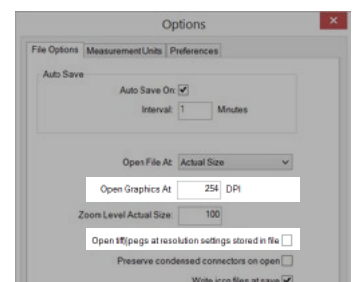 Options
File Options Measurement Units Preferences
Auto Save
Auto Save On:
Interval: 1 Minutes
Open File At: Actual Size
Open Graphics At: 254 DPI
Zoom Level Actual Size: 100
Open tiff/jpegs at resolution settings stored in file
Preserve condensed connectors on open
Write icon files at save